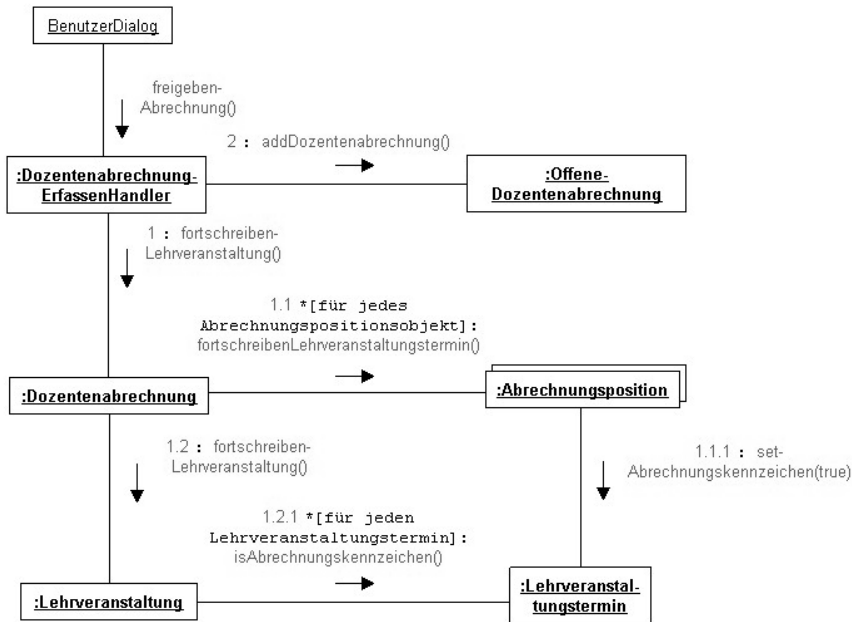 BenutzerDialog
freigeben-
Abrechnung()
2 : addDozentenabrechnung()
:Dozentenabrechnung-
ErfassenHandler
:Offene-
Dozentenabrechnung
1 : fortschreiben-
Lehrveranstaltung()
1.1 *[für jedes
Abrechnungspositionsobjekt]:
fortschreibenLehrveranstaltungstermin()
:Dozentenabrechnung
:Abrechnungsposition
1.2 : fortschreiben-
Lehrveranstaltung()
1.1.1 : set-
Abrechnungskennzeichen(true)
1.2.1 *[für jeden
Lehrveranstaltungstermin]:
isAbrechnungskennzeichen()
:Lehrveranstaltung
:Lehrveranstal-
tungstermin